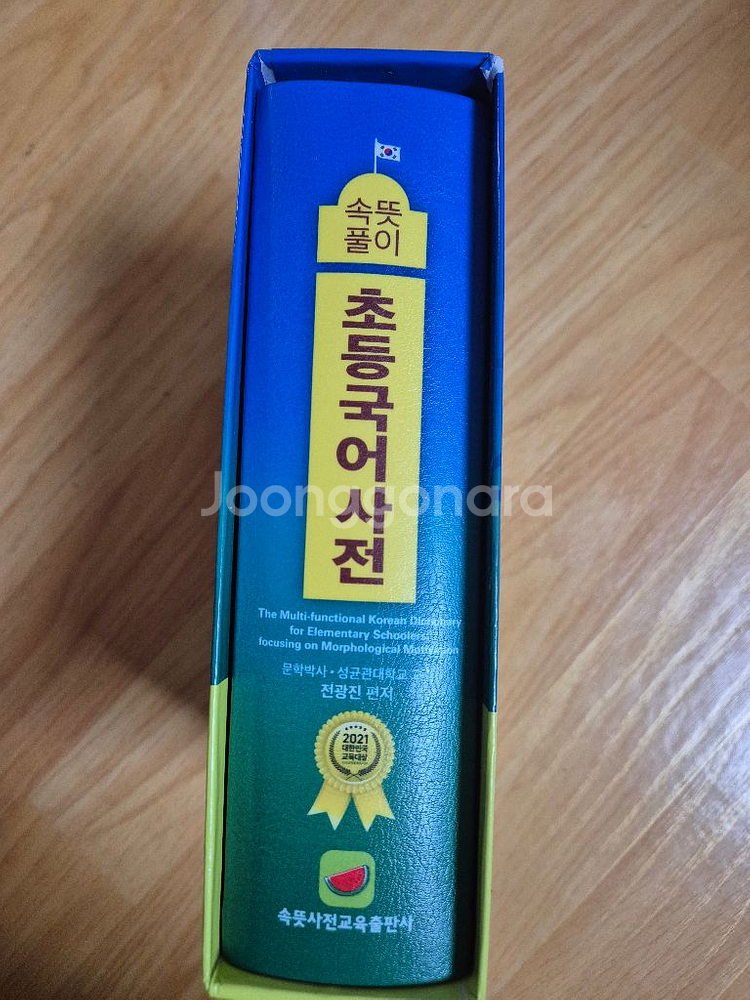 속뜻
풀이
초등국어사전
Joonggonara
The Multi-functional Korean Dictionary
for Elementary Schoolers,
focusing on Morphological Motivation
문학박사 · 성균관대학교
전광진 편저
2021
대한민국
교육대상
속뜻사전교육출판사